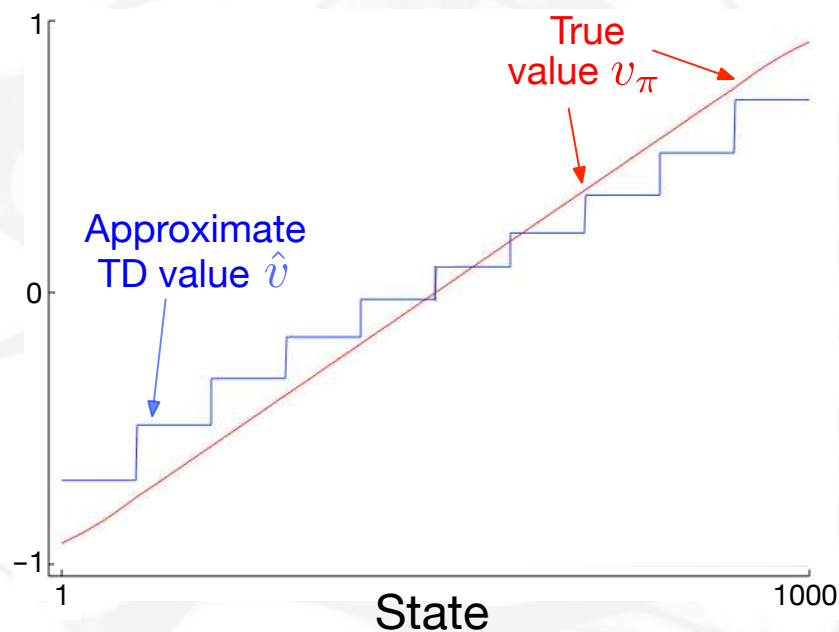 1
True
value vπ
Approximate
TD value v̂
0
−1
1
1000
State